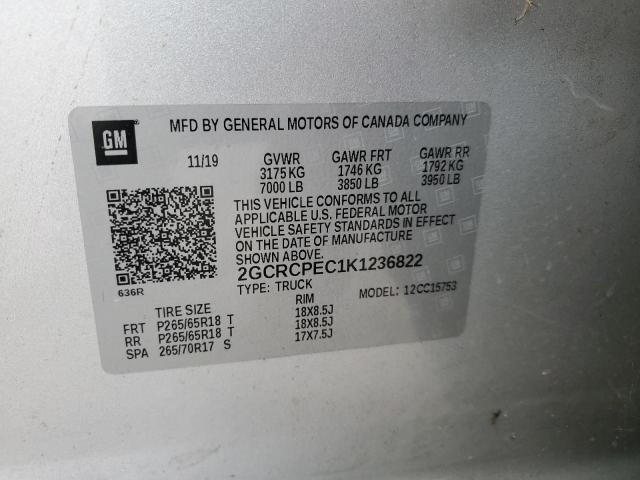 GM
MFD BY GENERAL MOTORS OF CANADA COMPANY
11/19 GVWR GAWR FRT GAWR RR
3175 KG 1746 KG 1792 KG
7000 LB 3850 LB 3950 LB
THIS VEHICLE CONFORMS TO ALL
APPLICABLE U.S. FEDERAL MOTOR
VEHICLE SAFETY STANDARDS IN EFFECT
ON THE DATE OF MANUFACTURE
SHOWN ABOVE.
2GCRCPEC1K1236822
636R
TYPE: TRUCK MODEL: 12CC15753
TIRE SIZE RIM
FRT P265/65R18 T 18X8.5J
RR P265/65R18 T 18X8.5J
SPA 265/70R17 S 17X7.5J